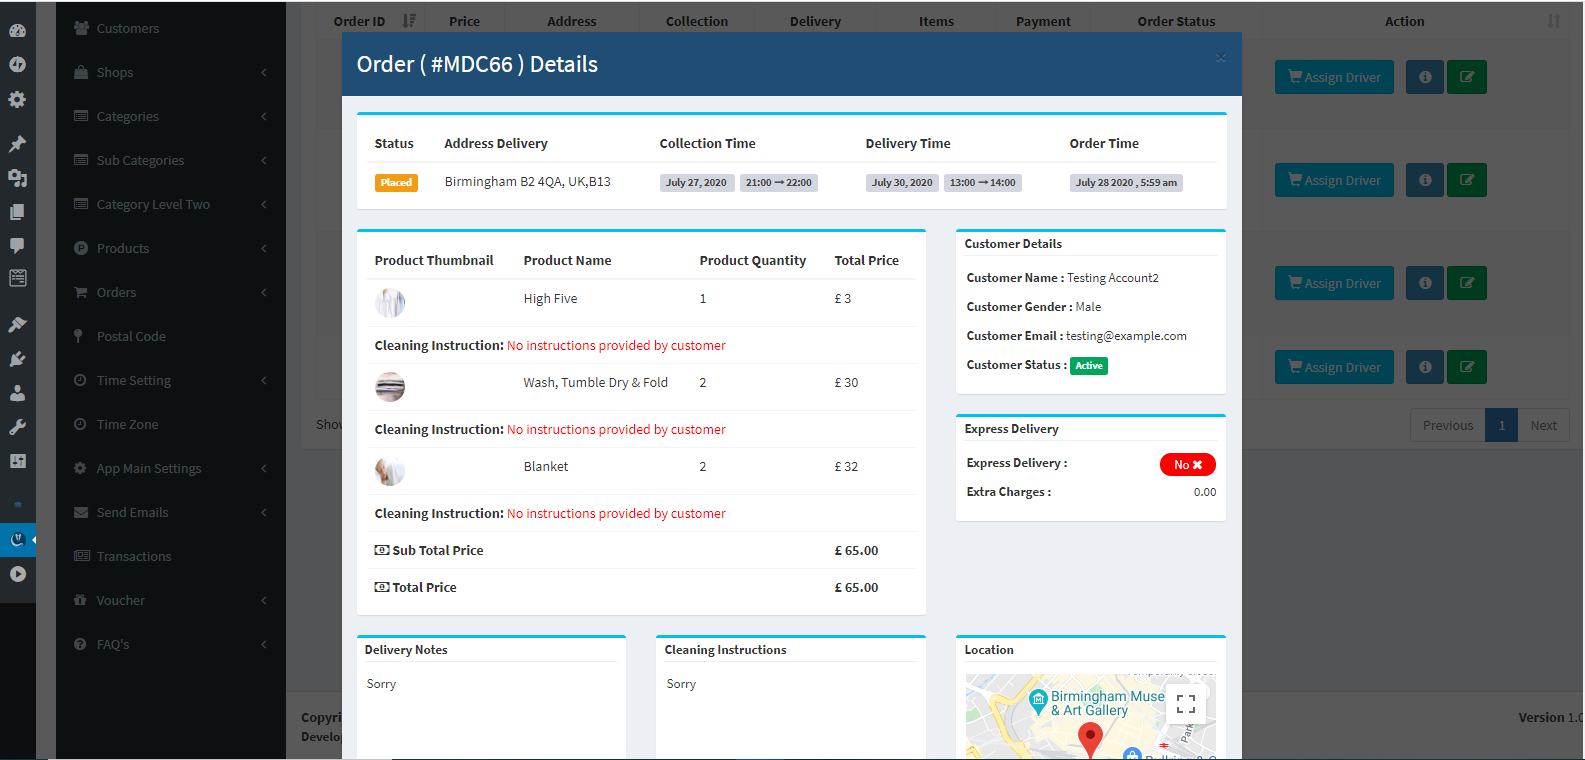 Order ID Price Address Collection Delivery Items Payment Order Status Action
Customers
Shops
Categories
Sub Categories
Category Level Two
Products
Orders
Postal Code
Time Setting
Time Zone
App Main Settings
Send Emails
Transactions
Voucher
FAQ's
Order ( #MDC66 ) Details
×
Status Address Delivery Collection Time Delivery Time Order Time
Placed Birmingham B2 4QA, UK,B13 July 27, 2020 21:00 → 22:00 July 30, 2020 13:00 → 14:00 July 28 2020 , 5:59 am
Product Thumbnail Product Name Product Quantity Total Price
High Five 1 £ 3
Cleaning Instruction: No instructions provided by customer
Wash, Tumble Dry & Fold 2 £ 30
Cleaning Instruction: No instructions provided by customer
Blanket 2 £ 32
Cleaning Instruction: No instructions provided by customer
Sub Total Price £ 65.00
Total Price £ 65.00
Customer Details
Customer Name : Testing Account2
Customer Gender : Male
Customer Email : testing@example.com
Customer Status : Active
Express Delivery
Express Delivery : No ✖
Extra Charges : 0.00
Delivery Notes
Sorry
Cleaning Instructions
Sorry
Location
Birmingham Muse
& Art Gallery
Park
Assign Driver
Assign Driver
Assign Driver
Assign Driver
Show
Previous 1 Next
Copyri
Develop
Version 1.0